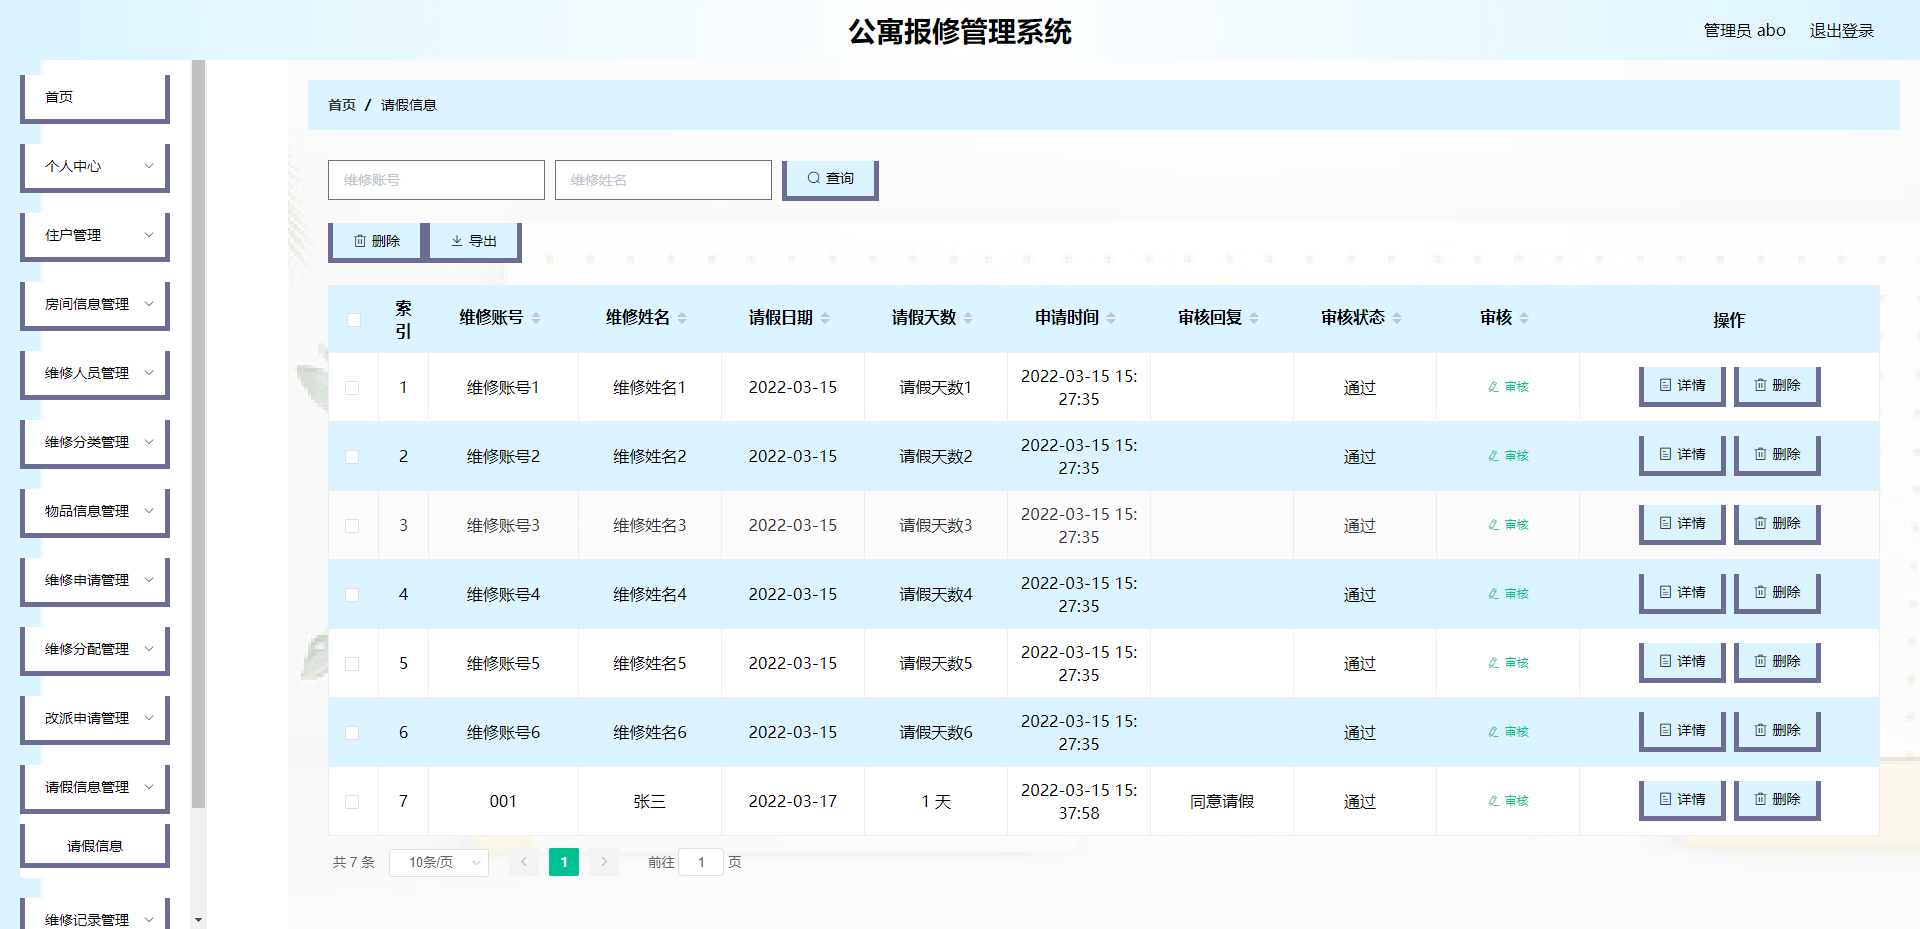 公寓报修管理系统
管理员 abo 退出登录
首页
个人中心
住户管理
房间信息管理
维修人员管理
维修分类管理
物品信息管理
维修申请管理
维修分配管理
改派申请管理
请假信息管理
请假信息
维修记录管理
首页 / 请假信息
维修账号 维修姓名 查询
删除 导出
索引 维修账号 维修姓名 请假日期 请假天数 申请时间 审核回复 审核状态 审核 操作
1 维修账号1 维修姓名1 2022-03-15 请假天数1 2022-03-15 15:27:35 通过 审核 详情 删除
2 维修账号2 维修姓名2 2022-03-15 请假天数2 2022-03-15 15:27:35 通过 审核 详情 删除
3 维修账号3 维修姓名3 2022-03-15 请假天数3 2022-03-15 15:27:35 通过 审核 详情 删除
4 维修账号4 维修姓名4 2022-03-15 请假天数4 2022-03-15 15:27:35 通过 审核 详情 删除
5 维修账号5 维修姓名5 2022-03-15 请假天数5 2022-03-15 15:27:35 通过 审核 详情 删除
6 维修账号6 维修姓名6 2022-03-15 请假天数6 2022-03-15 15:27:35 通过 审核 详情 删除
7 001 张三 2022-03-17 1 天 2022-03-15 15:37:58 同意请假 通过 审核 详情 删除
共 7 条 10条/页 1 前往 1 页